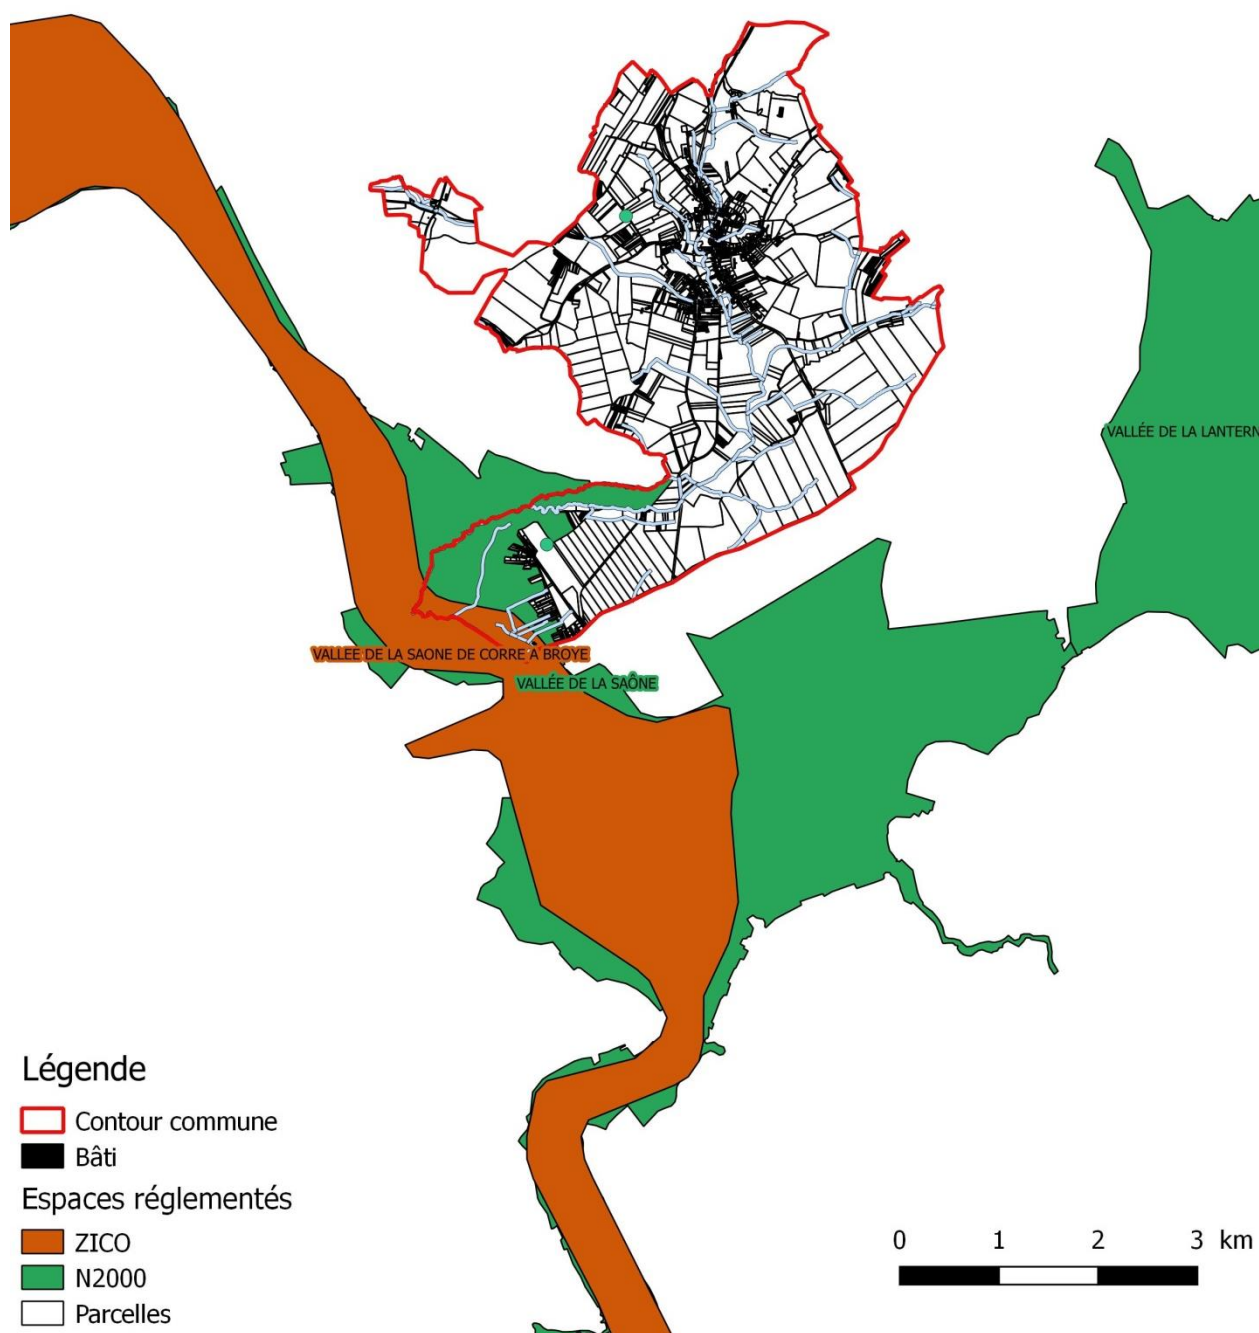 VALLÉE DE LA LANTERN
VALLEE DE LA SAONE DE CORRE A BROYE
VALLÉE DE LA SAÔNE
Légende
Contour commune
Bâti
Espaces réglementés
ZICO
N2000
Parcelles
0 1 2 3 km